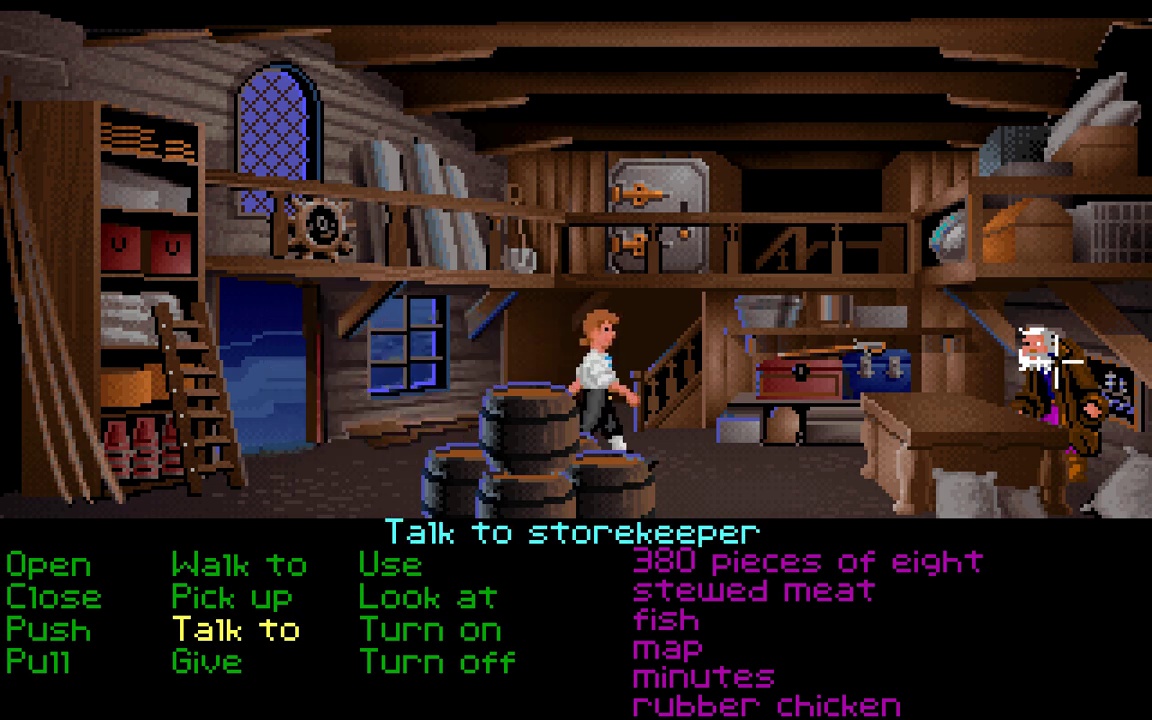 Talk to storekeeper
Open Walk to Use
Close Pick up Look at
Push Talk to Turn on
Pull Give Turn off
380 pieces of eight
stewed meat
fish
map
minutes
rubber chicken